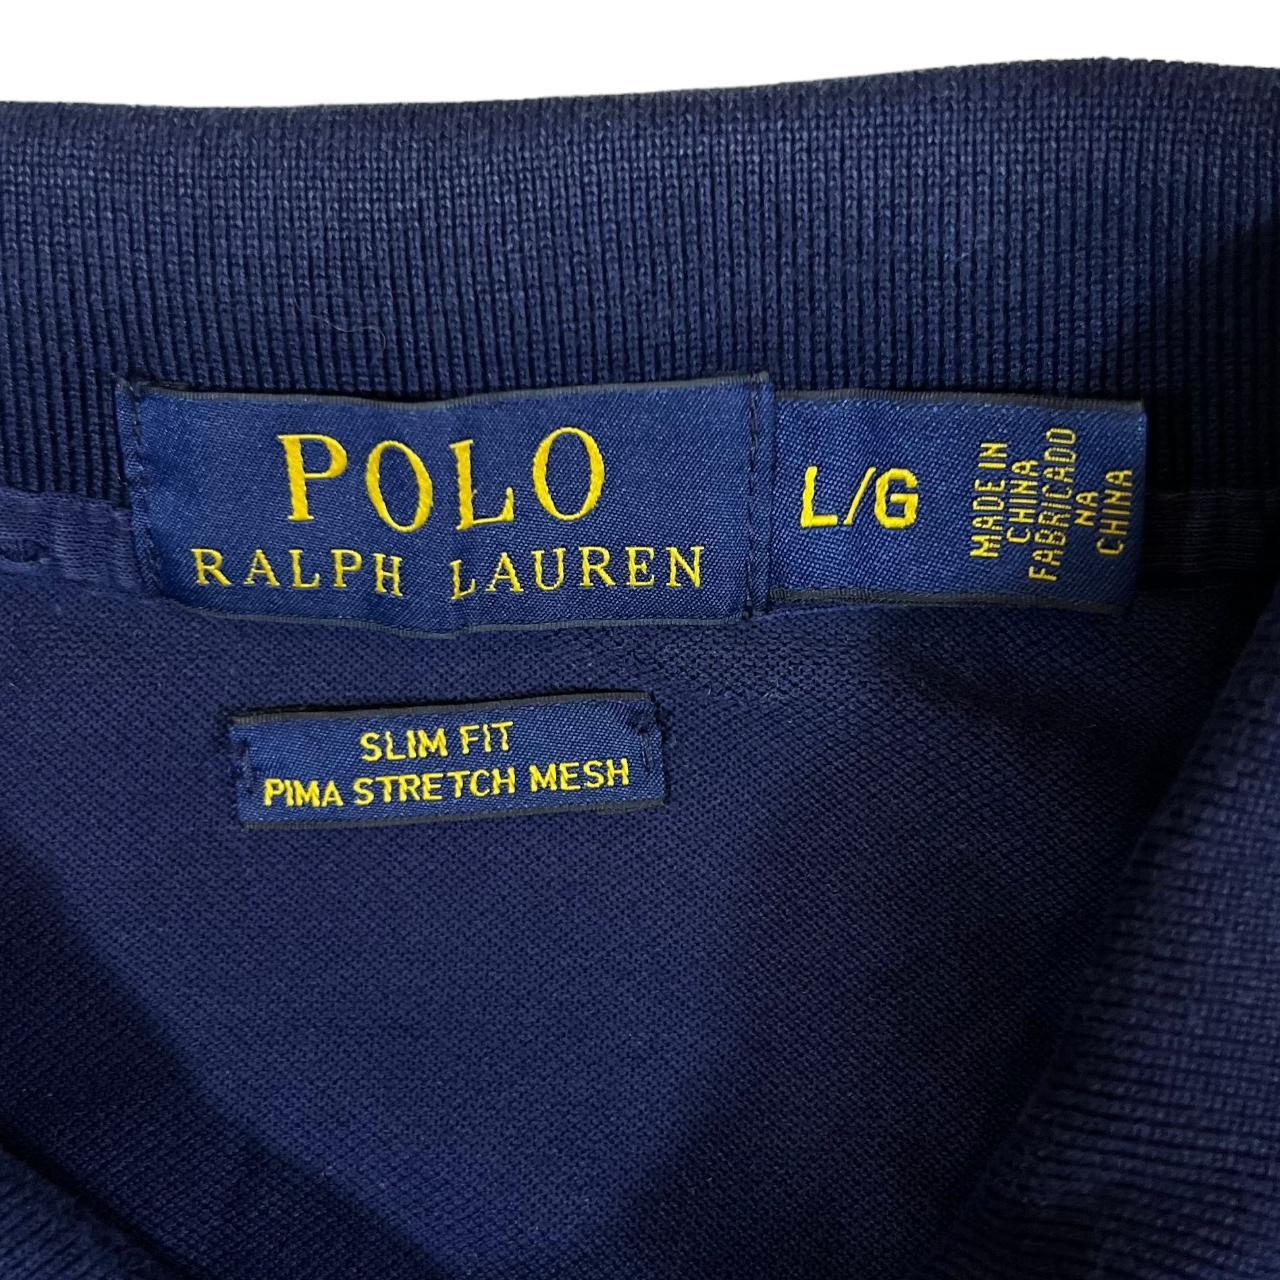 POLO
RALPH LAUREN
L/G
MADE IN
CHINA
FABRICADO
NA
CHINA
SLIM FIT
PIMA STRETCH MESH